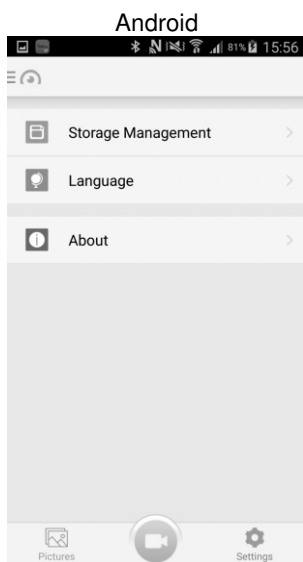 Android
81% 15:56
Storage Management
Language
About
Pictures
Settings